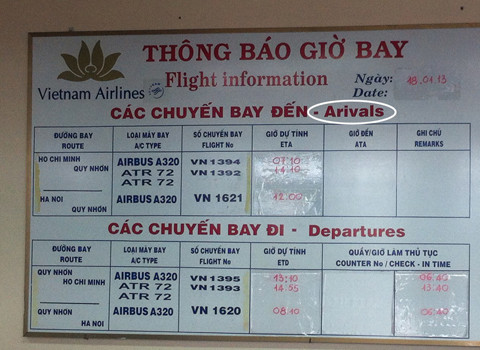 THÔNG BÁO GIỜ BAY
Flight information
Vietnam Airlines
Ngày: 18.01.13
Date:
CÁC CHUYẾN BAY ĐẾN - Arivals
ĐƯỜNG BAY LOẠI MÁY BAY SỐ CHUYẾN BAY GIỜ DỰ TÍNH GIỜ ĐẾN GHI CHÚ
ROUTE A/C TYPE FLIGHT No ETA ATA REMARKS
HO CHI MINH AIRBUS A320 VN 1394 07:10
QUY NHƠN ATR 72 VN 1392 14:10
ATR 72
HA NOI AIRBUS A320 VN 1621 12:00
QUY NHƠN
CÁC CHUYẾN BAY ĐI - Departures
ĐƯỜNG BAY LOẠI MÁY BAY SỐ CHUYẾN BAY GIỜ DỰ TÍNH QUẦY/GIỜ LÀM THỦ TỤC
ROUTE A/C TYPE FLIGHT No ETD COUNTER No / CHECK - IN TIME
QUY NHƠN AIRBUS A320 VN 1395 13:10
HO CHI MINH ATR 72 VN 1393 14:55 13:40
ATR 72
QUY NHƠN AIRBUS A320 VN 1620 08:10 06:40
HA NOI